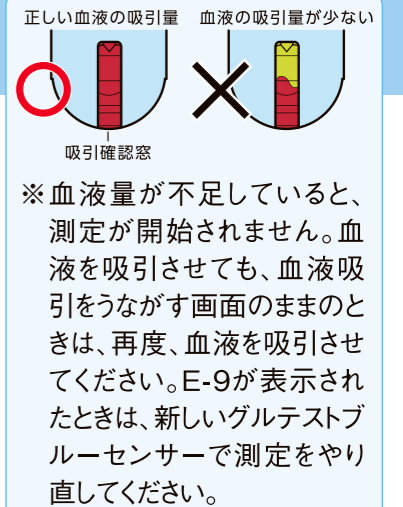 正しい血液の吸引量
血液の吸引量が少ない
吸引確認窓
※血液量が不足していると、
測定が開始されません。血
液を吸引させても、血液吸
引をうながす画面のままのと
きは、再度、血液を吸引させ
てください。E-9が表示され
たときは、新しいグルテストブ
ルーセンサーで測定をやり
直してください。